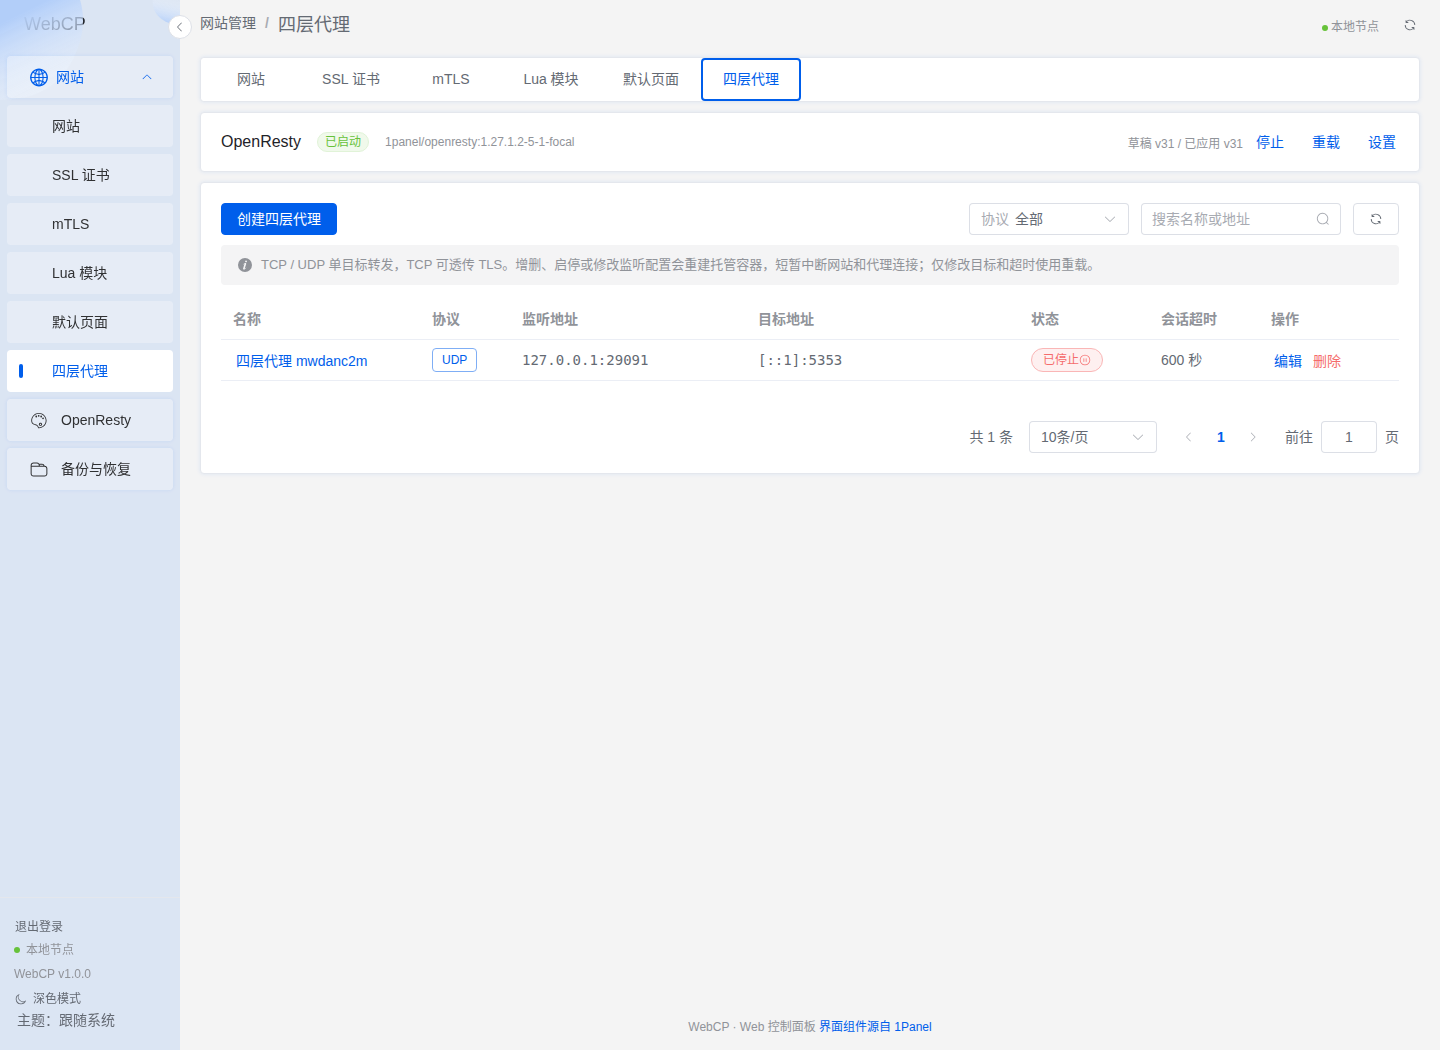 WebCP
网站管理 / 四层代理
本地节点
网站
网站
SSL 证书
mTLS
Lua 模块
默认页面
四层代理
OpenResty
备份与恢复
网站 SSL 证书 mTLS Lua 模块 默认页面 四层代理
OpenResty 已启动 1panel/openresty:1.27.1.2-5-1-focal 草稿 v31 / 已应用 v31 停止 重载 设置
创建四层代理 协议 全部 搜索名称或地址
TCP / UDP 单目标转发，TCP 可透传 TLS。增删、启停或修改监听配置会重建托管容器，短暂中断网站和代理连接；仅修改目标和超时使用重载。
名称 协议 监听地址 目标地址 状态 会话超时 操作
四层代理 mwdanc2m UDP 127.0.0.1:29091 [::1]:5353 已停止 600 秒 编辑 删除
共 1 条 10条/页 1 前往 1 页
退出登录
本地节点
WebCP v1.0.0
深色模式
主题：跟随系统
WebCP · Web 控制面板 界面组件源自 1Panel